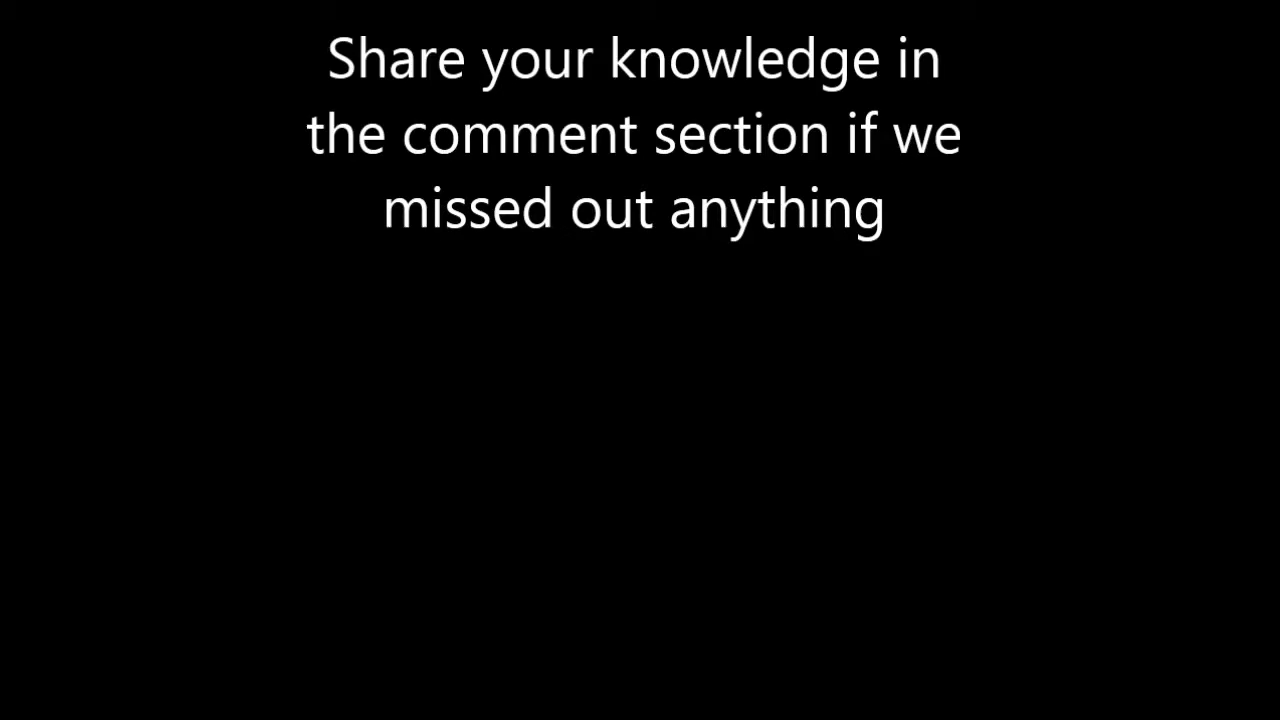 Share your knowledge in
the comment section if we
missed out anything